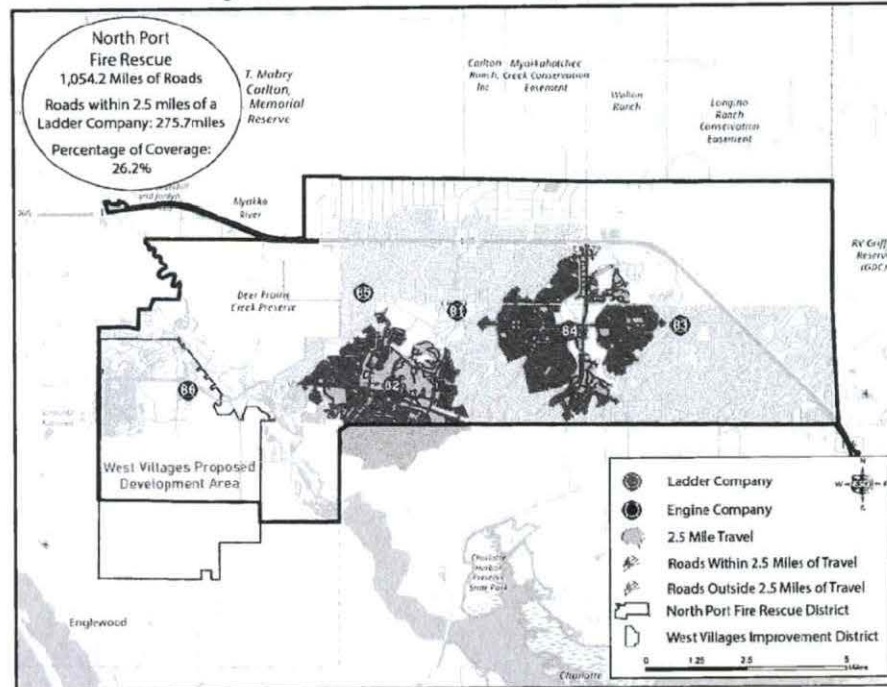 North Port
Fire Rescue
1,054.2 Miles of Roads
Roads within 2.5 miles of a
Ladder Company: 275.7miles
Percentage of Coverage:
26.2%
T. Mabry
Carlton,
Memorial
Reserve
Carlton
Ranch,
Inc
Myakkahatchee
Creek Conservation
Easement
Walton
Ranch
Longino
Ranch
Conservation
Easement
Myakka
River
RV Griffin
Reserve
(GDC)
Deer Prairie
Creek Preserve
85
81
84
83
82
86
West Villages Proposed
Development Area
Charlotte
Harbor
Preserve
State Park
Englewood
Charlotte
N
W
E
S
Ladder Company
Engine Company
2.5 Mile Travel
Roads Within 2.5 Miles of Travel
Roads Outside 2.5 Miles of Travel
North Port Fire Rescue District
West Villages Improvement District
0 1.25 2.5 5
Miles